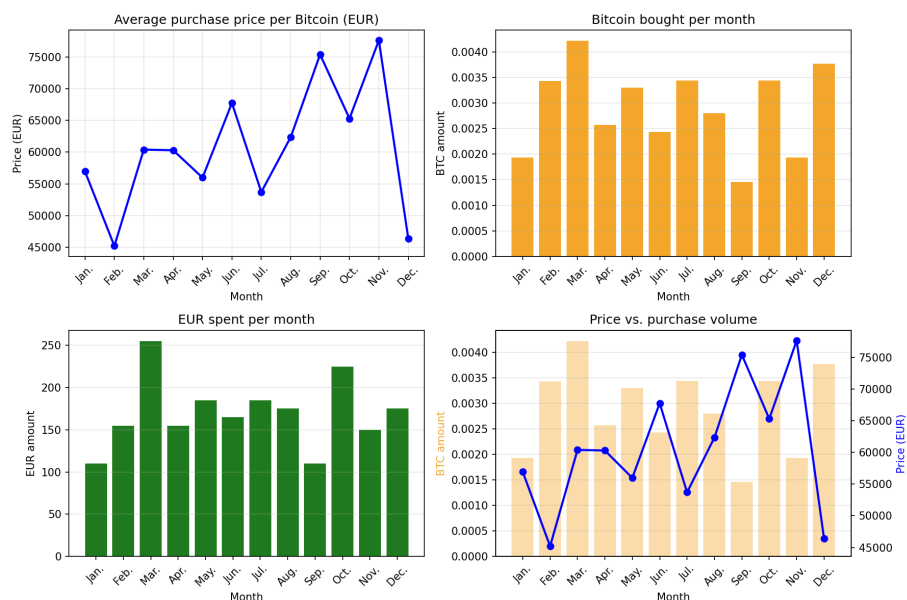 Average purchase price per Bitcoin (EUR)
75000
70000
65000
60000
55000
50000
45000
Price (EUR)
Jan.
Feb.
Mar.
Apr.
May.
Jun.
Jul.
Aug.
Sep.
Oct.
Nov.
Dec.
Month
Bitcoin bought per month
0.0040
0.0035
0.0030
0.0025
0.0020
0.0015
0.0010
0.0005
0.0000
BTC amount
Jan.
Feb.
Mar.
Apr.
May.
Jun.
Jul.
Aug.
Sep.
Oct.
Nov.
Dec.
Month
EUR spent per month
250
200
150
100
50
0
EUR amount
Jan.
Feb.
Mar.
Apr.
May.
Jun.
Jul.
Aug.
Sep.
Oct.
Nov.
Dec.
Month
Price vs. purchase volume
0.0040
0.0035
0.0030
0.0025
0.0020
0.0015
0.0010
0.0005
0.0000
BTC amount
75000
70000
65000
60000
55000
50000
45000
Price (EUR)
Jan.
Feb.
Mar.
Apr.
May.
Jun.
Jul.
Aug.
Sep.
Oct.
Nov.
Dec.
Month